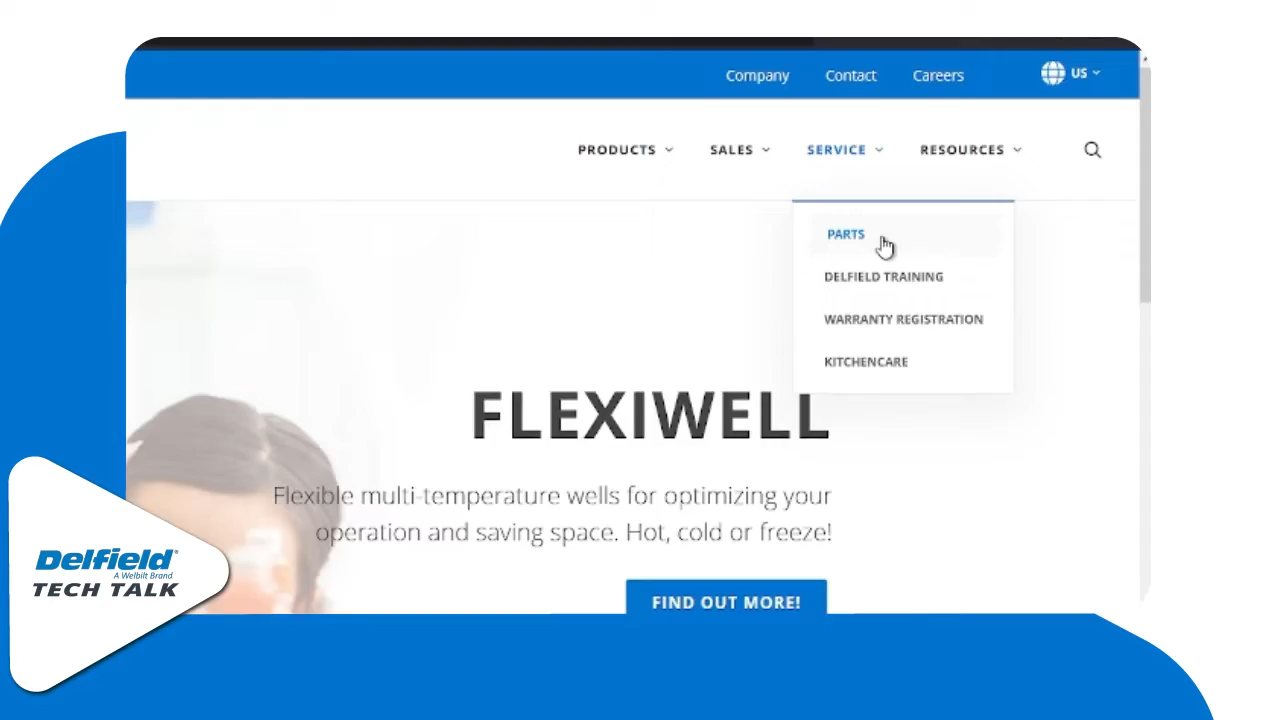 Company Contact Careers US
PRODUCTS SALES SERVICE RESOURCES
PARTS
DELFIELD TRAINING
WARRANTY REGISTRATION
KITCHENCARE
FLEXIWELL
Flexible multi-temperature wells for optimizing your
operation and saving space. Hot, cold or freeze!
FIND OUT MORE!
Delfield®
A Welbilt Brand
TECH TALK